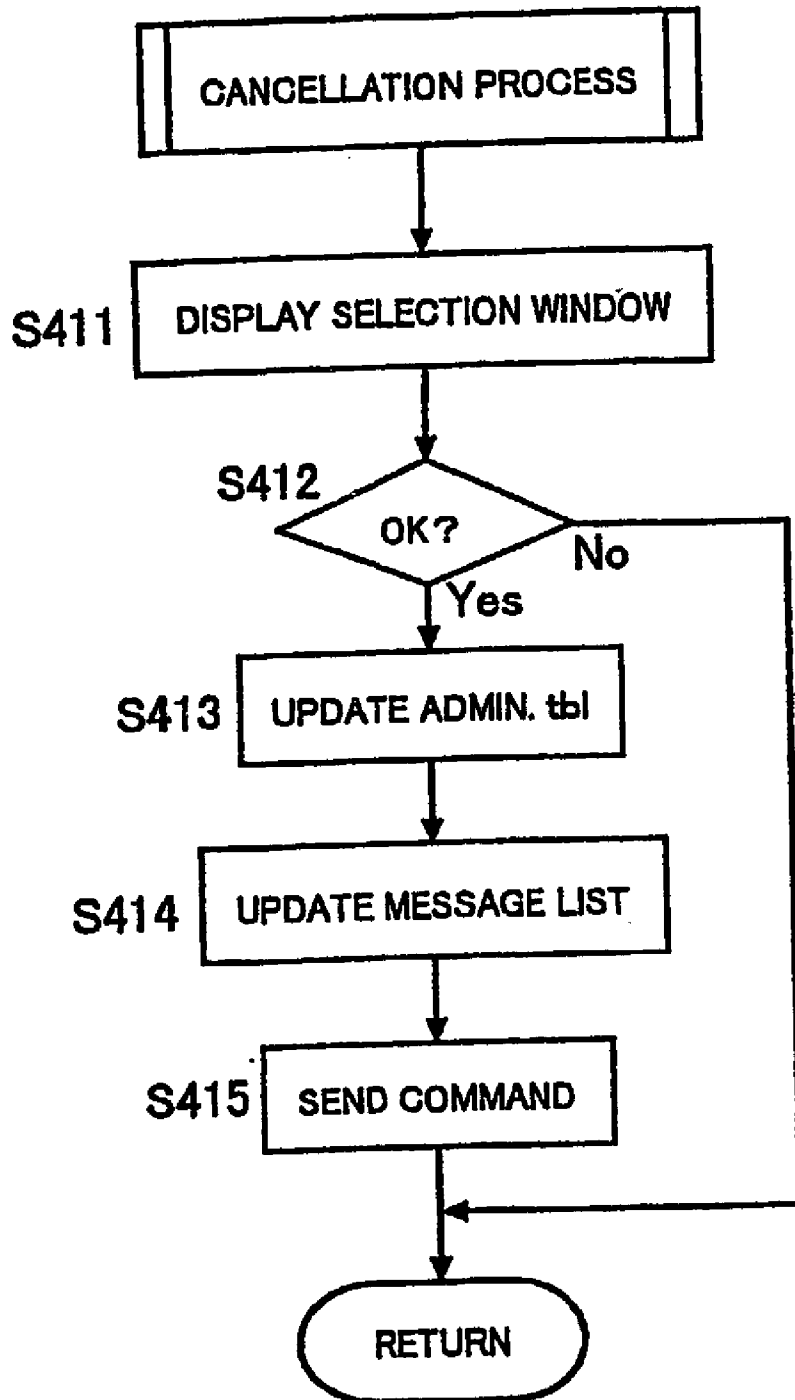 CANCELLATION PROCESS
S411
DISPLAY SELECTION WINDOW
S412
OK?
No
Yes
S413
UPDATE ADMIN. tbl
S414
UPDATE MESSAGE LIST
S415
SEND COMMAND
RETURN